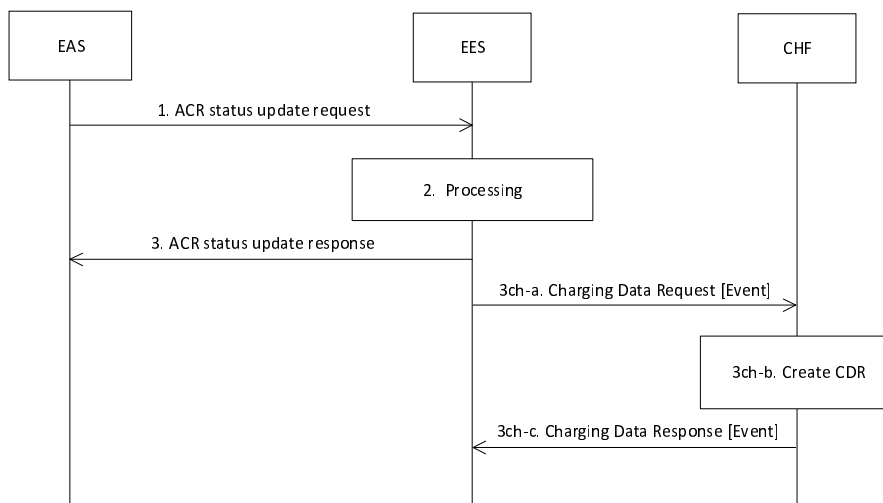 EAS
EES
CHF
1. ACR status update request
2. Processing
3. ACR status update response
3ch-a. Charging Data Request [Event]
3ch-b. Create CDR
3ch-c. Charging Data Response [Event]